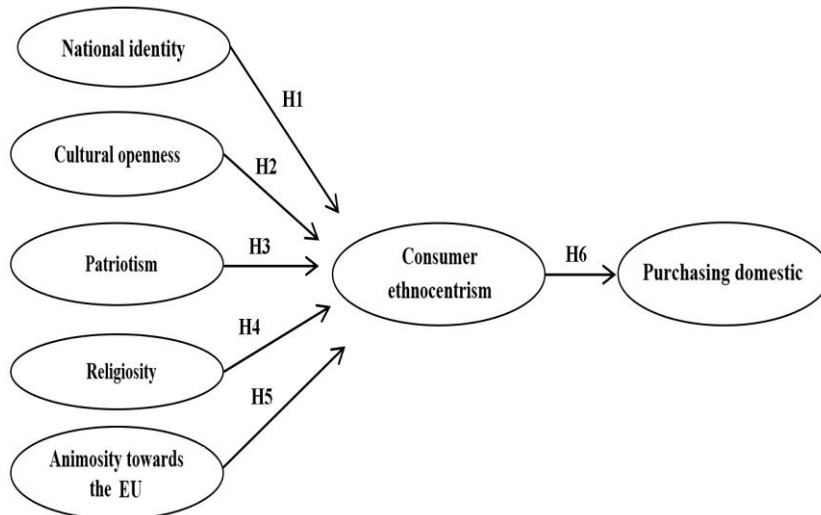 National identity
H1
Cultural openness
H2
Patriotism
H3
Consumer
ethnocentrism
H6
Purchasing domestic
Religiosity
H4
Animosity towards
the EU
H5